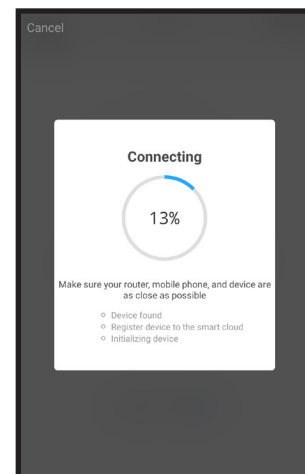 Cancel
Connecting
13%
Make sure your router, mobile phone, and device are
as close as possible
Device found
Register device to the smart cloud
Initializing device